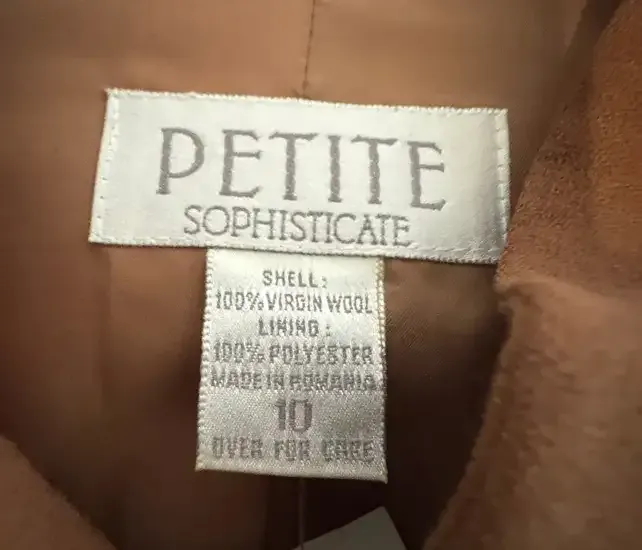 PETITE
SOPHISTICATE
SHELL:
100% VIRGIN WOOL
LINING:
100% POLYESTER
MADE IN ROMANIA
10
OVER FOR CARE